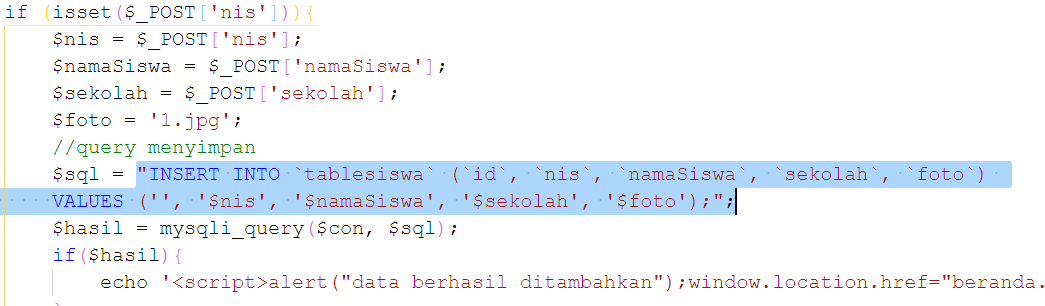 if (isset($_POST['nis'])){
$nis = $_POST['nis'];
$namaSiswa = $_POST['namaSiswa'];
$sekolah = $_POST['sekolah'];
$foto = '1.jpg';
//query menyimpan
$sql = "INSERT INTO `tablesiswa` (`id`, `nis`, `namaSiswa`, `sekolah`, `foto`)
VALUES ('', '$nis', '$namaSiswa', '$sekolah', '$foto');";
$hasil = mysqli_query($con, $sql);
if($hasil){
echo '<script>alert("data berhasil ditambahkan");window.location.href="beranda.